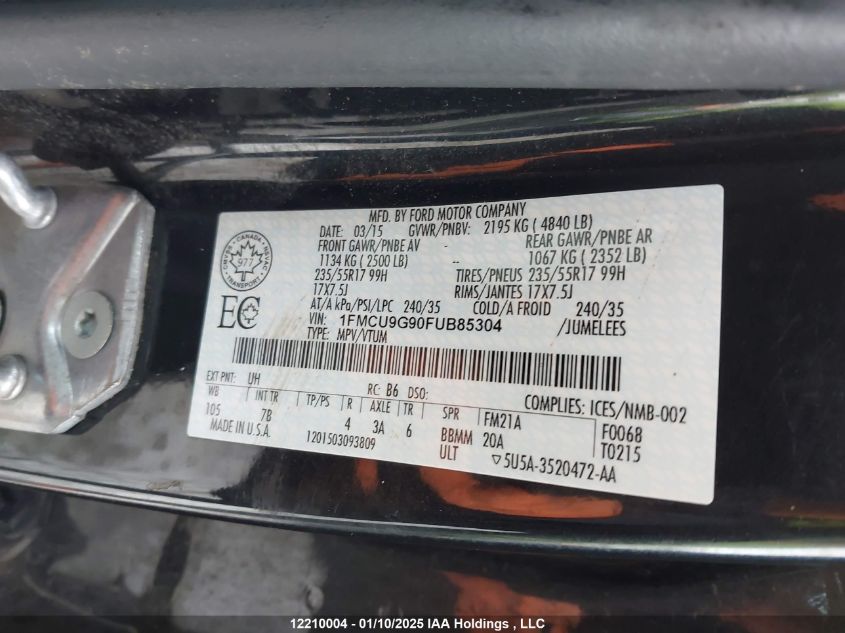 MFD. BY FORD MOTOR COMPANY
DATE: 03/15 GVWR/PNBV: 2195 KG ( 4840 LB)
FRONT GAWR/PNBE AV REAR GAWR/PNBE AR
1134 KG ( 2500 LB) 1067 KG ( 2352 LB)
235/55R17 99H TIRES/PNEUS 235/55R17 99H
17X7.5J RIMS/JANTES 17X7.5J
AT/A kPa/PSI/LPC 240/35 COLD/A FROID 240/35
VIN: 1FMCU9G90FUB85304 /JUMELEES
TYPE: MPV/VTUM
CANADA
977
TRANSPORT
EC
EXT PNT: UH RC: B6 DSO: COMPLIES: ICES/NMB-002
WB INT TR TP/PS R AXLE TR SPR FM21A F0068
105 7B 4 3A 6 BBMM 20A T0215
MADE IN U.S.A. 1201503093809 ULT ▽5U5A-3520472-AA
12210004 - 01/10/2025 IAA Holdings , LLC